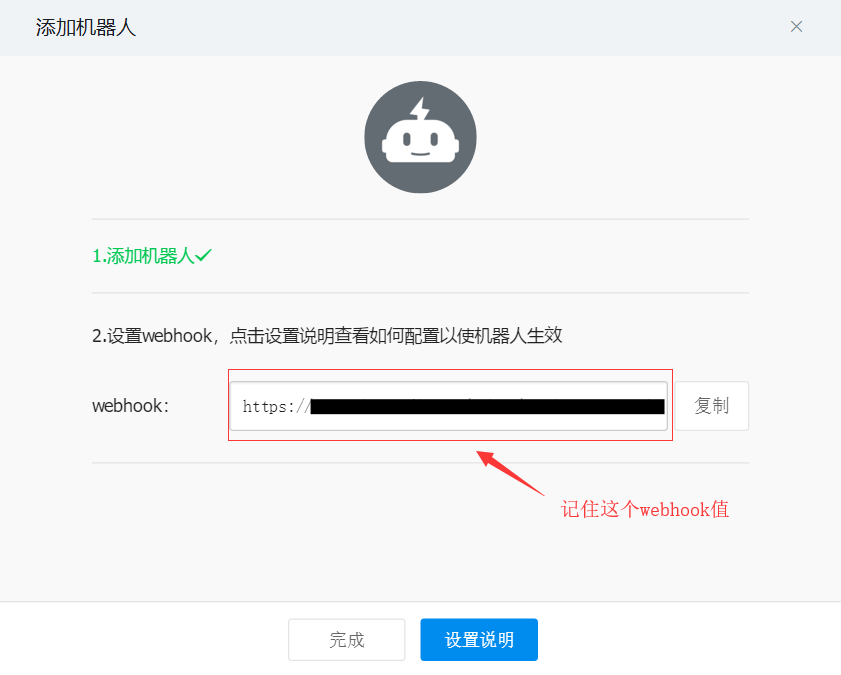 添加机器人
1.添加机器人
2.设置webhook，点击设置说明查看如何配置以使机器人生效
webhook: https:// 复制
记住这个webhook值
完成 设置说明